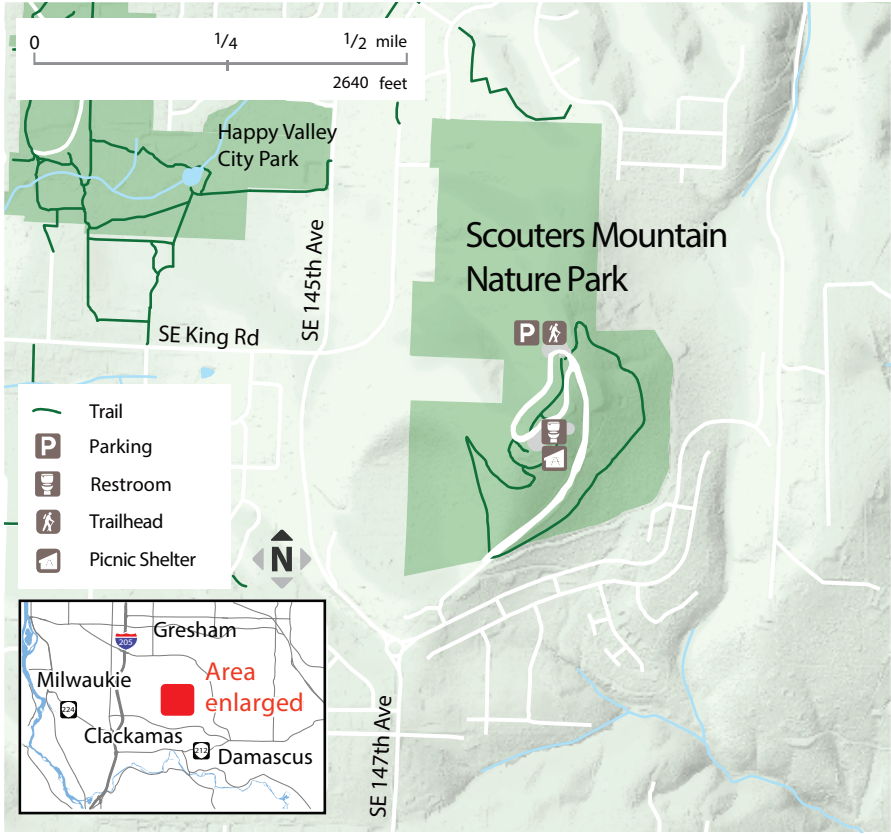 0 1/4 1/2 mile
2640 feet
Happy Valley
City Park
Scouters Mountain
Nature Park
SE 145th Ave
SE King Rd
P
Trail
P Parking
Restroom
Trailhead
Picnic Shelter
N
Gresham
205
Area
enlarged
Milwaukie
224
Clackamas
212
Damascus
SE 147th Ave